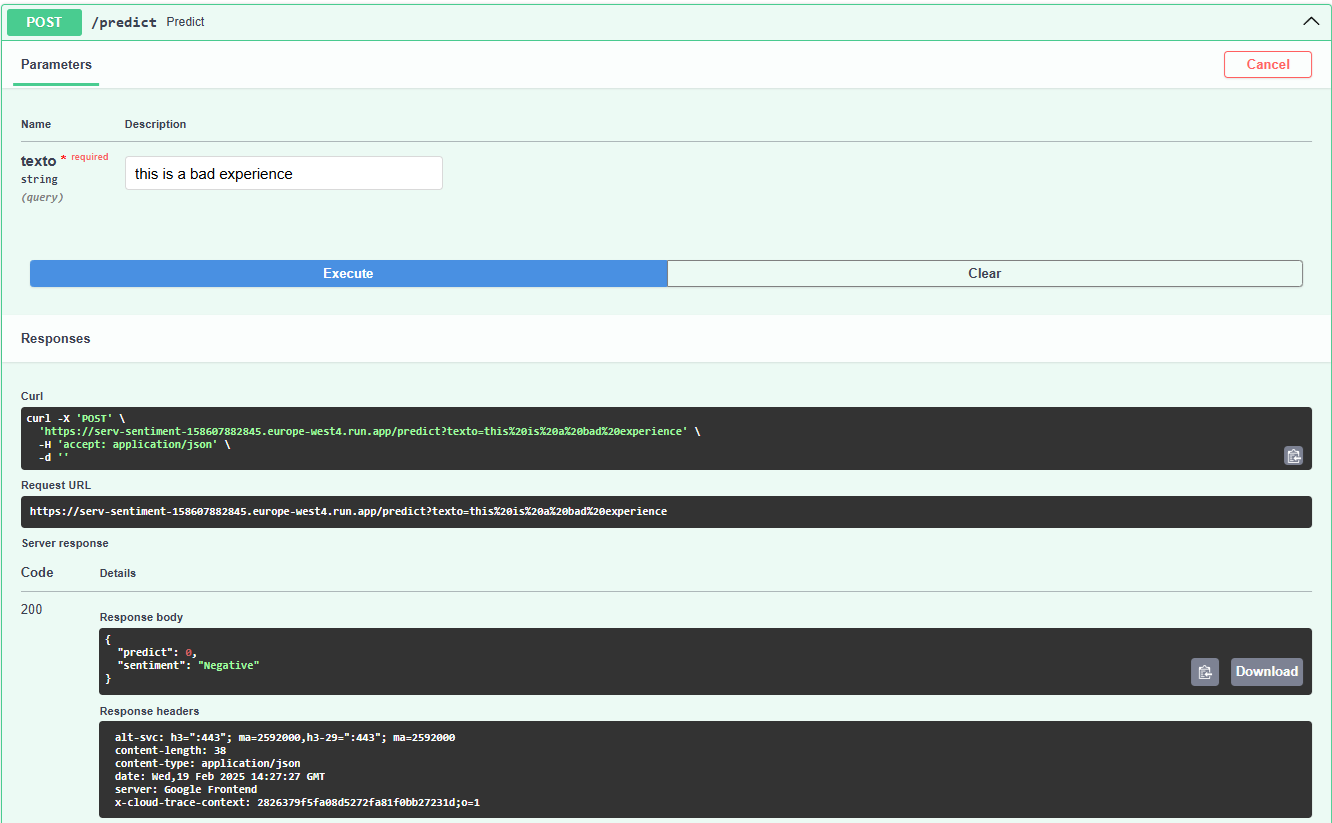 POST /predict Predict
Parameters
Cancel
Name Description
texto * required
string
(query)
this is a bad experience
Execute Clear
Responses
Curl
curl -X 'POST' \
'https://serv-sentiment-158607882845.europe-west4.run.app/predict?texto=this%20is%20a%20bad%20experience' \
-H 'accept: application/json' \
-d ''
Request URL
https://serv-sentiment-158607882845.europe-west4.run.app/predict?texto=this%20is%20a%20bad%20experience
Server response
Code Details
200
Response body
{
"predict": 0,
"sentiment": "Negative"
}
Download
Response headers
alt-svc: h3=":443"; ma=2592000,h3-29=":443"; ma=2592000
content-length: 38
content-type: application/json
date: Wed,19 Feb 2025 14:27:27 GMT
server: Google Frontend
x-cloud-trace-context: 2826379f5fa08d5272fa81f0bb27231d;o=1